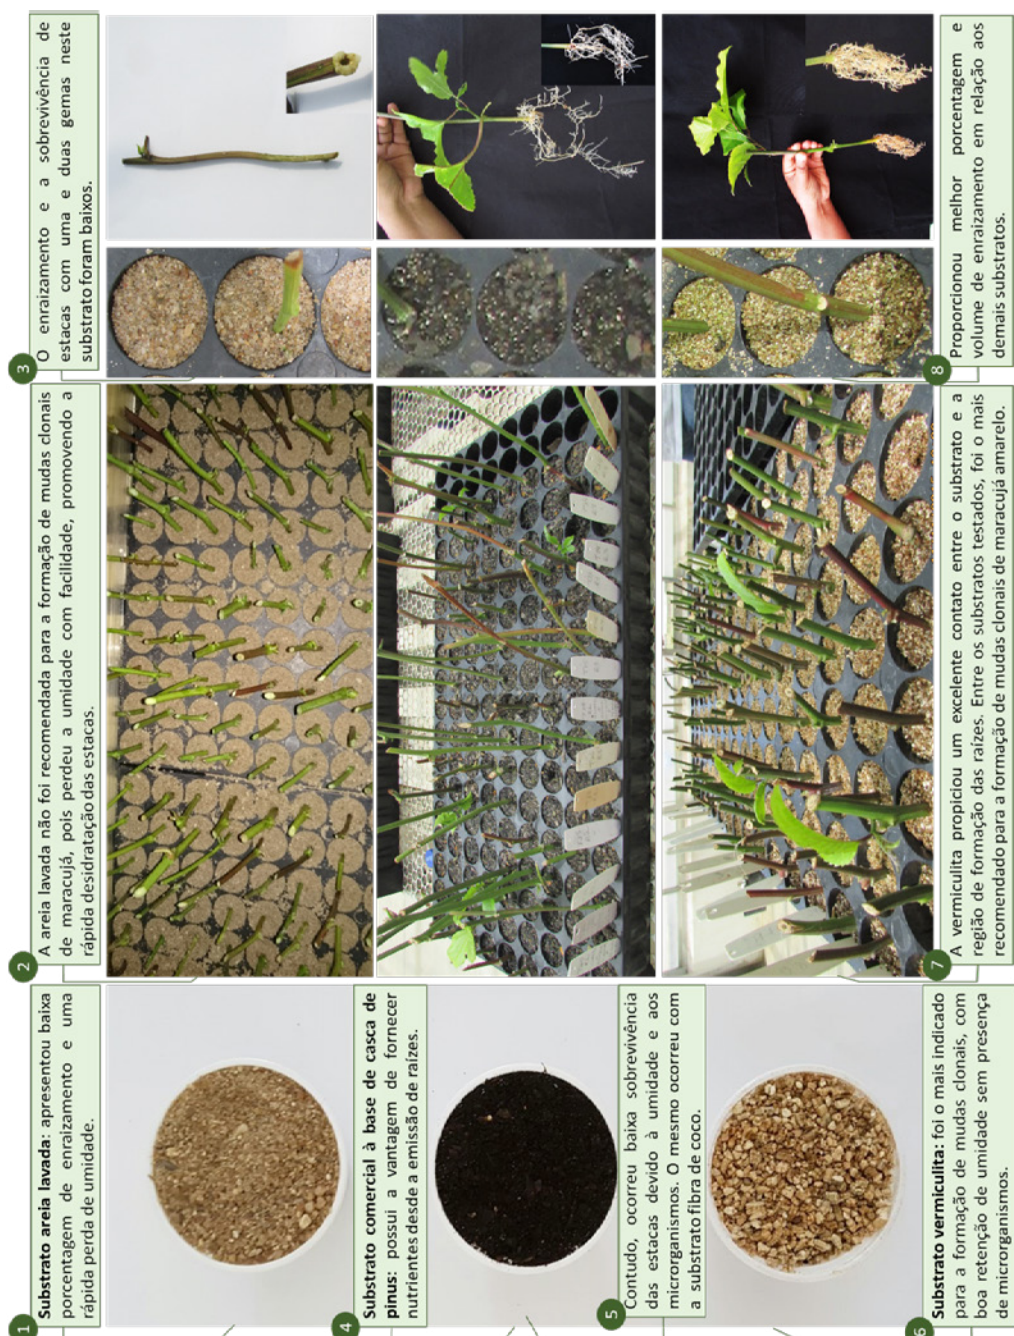 1
Substrato areia lavada: apresentou baixa
porcentagem de enraizamento e uma
rápida perda de umidade.
2
A areia lavada não foi recomendada para a formação de mudas clonais
de maracujá, pois perdeu a umidade com facilidade, promovendo a
rápida desidratação das estacas.
3
O enraizamento e a sobrevivência de
estacas com uma e duas gemas neste
substrato foram baixos.
4
Substrato comercial à base de casca de
pinus: possui a vantagem de fornecer
nutrientes desde a emissão de raízes.
5
Contudo, ocorreu baixa sobrevivência
das estacas devido à umidade e aos
microrganismos. O mesmo ocorreu com
a substrato fibra de coco.
6
Substrato vermiculita: foi o mais indicado
para a formação de mudas clonais, com
boa retenção de umidade sem presença
de microrganismos.
7
A vermiculita propiciou um excelente contato entre o substrato e a
região de formação das raízes. Entre os substratos testados, foi o mais
recomendado para a formação de mudas clonais de maracujá amarelo.
8
Proporcionou melhor porcentagem e
volume de enraizamento em relação aos
demais substratos.